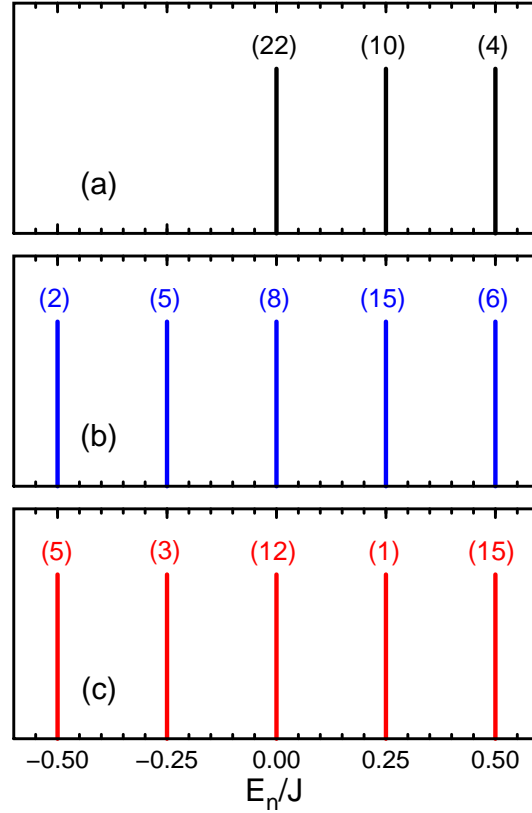 (22) (10) (4)
(a)
(2) (5) (8) (15) (6)
(b)
(5) (3) (12) (1) (15)
(c)
−0.50 −0.25 0.00 0.25 0.50
E_n/J